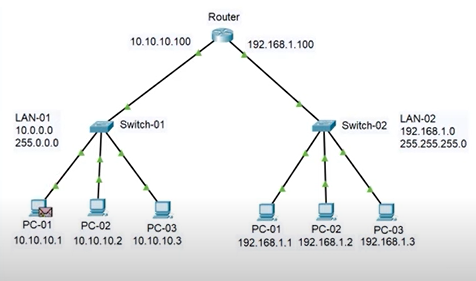 Router
10.10.10.100
192.168.1.100
LAN-01
10.0.0.0
255.0.0.0
Switch-01
Switch-02
LAN-02
192.168.1.0
255.255.255.0
PC-01
10.10.10.1
PC-02
10.10.10.2
PC-03
10.10.10.3
PC-01
192.168.1.1
PC-02
192.168.1.2
PC-03
192.168.1.3